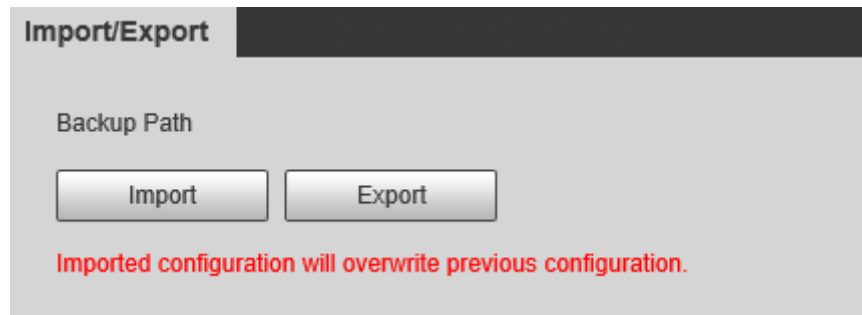 Import/Export
Backup Path
Import Export
Imported configuration will overwrite previous configuration.